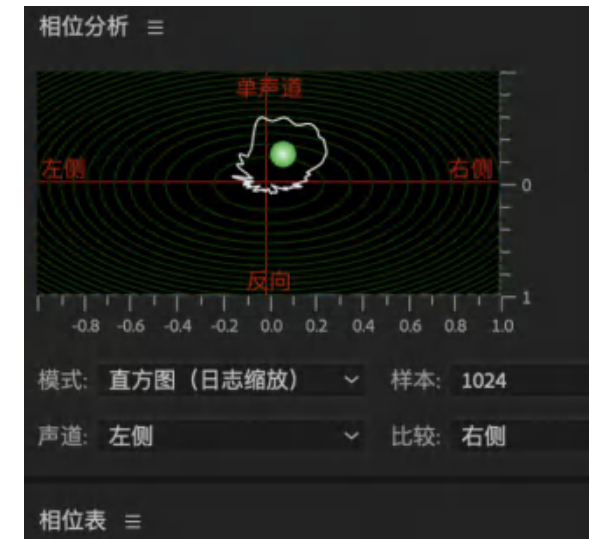 相位分析
单声道
左侧 右侧
0
反向
1
-0.8 -0.6 -0.4 -0.2 0.0 0.2 0.4 0.6 0.8 1.0
模式: 直方图（日志缩放） 样本: 1024
声道: 左侧 比较: 右侧
相位表